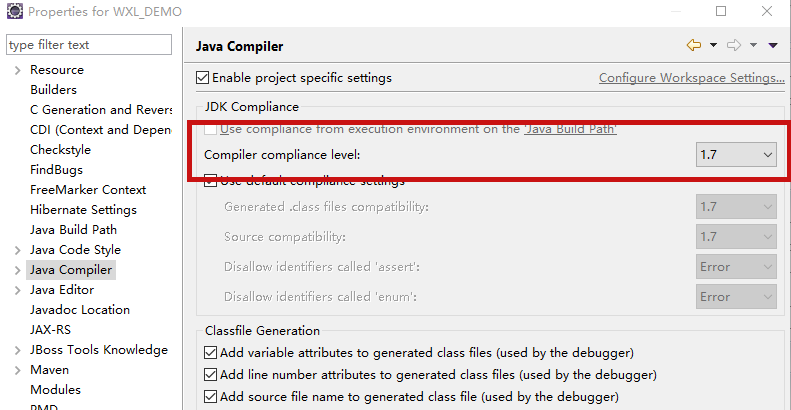 Properties for WXL_DEMO
type filter text
Resource
Builders
C Generation and Revers
CDI (Context and Depen
Checkstyle
FindBugs
FreeMarker Context
Hibernate Settings
Java Build Path
Java Code Style
Java Compiler
Java Editor
Javadoc Location
JAX-RS
JBoss Tools Knowledge
Maven
Modules
PMD
Java Compiler
Enable project specific settings
Configure Workspace Settings...
JDK Compliance
Use compliance from execution environment on the 'Java Build Path'
Compiler compliance level: 1.7
Use default compliance settings
Generated .class files compatibility: 1.7
Source compatibility: 1.7
Disallow identifiers called 'assert': Error
Disallow identifiers called 'enum': Error
Classfile Generation
Add variable attributes to generated class files (used by the debugger)
Add line number attributes to generated class files (used by the debugger)
Add source file name to generated class file (used by the debugger)